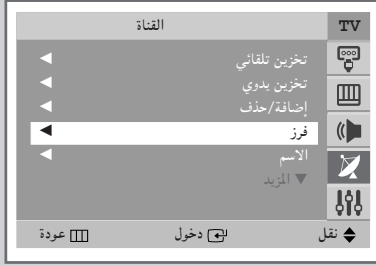 TV القناة
تخزين تلقائي ◄
تخزين يدوي ◄
إضافة/حذف ◄
فرز ◄
الاسم ◄
▼ المزيد
نقل دخول عودة